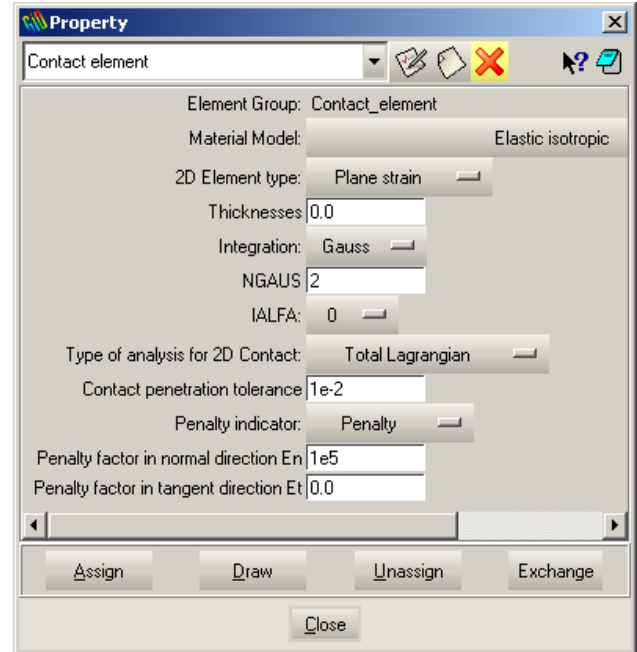 Property
Contact element
Element Group: Contact_element
Material Model: Elastic isotropic
2D Element type: Plane strain
Thicknesses 0.0
Integration: Gauss
NGAUS 2
IALFA: 0
Type of analysis for 2D Contact: Total Lagrangian
Contact penetration tolerance 1e-2
Penalty indicator: Penalty
Penalty factor in normal direction En 1e5
Penalty factor in tangent direction Et 0.0
Assign Draw Unassign Exchange
Close